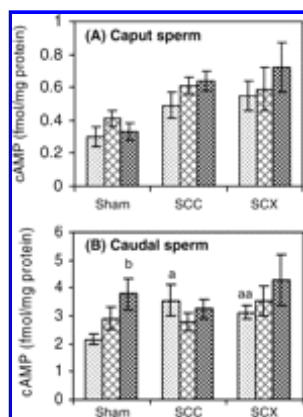 (A) Caput sperm
cAMP (fmol/mg protein)
1
0.8
0.6
0.4
0.2
0
Sham SCC SCX
(B) Caudal sperm
cAMP (fmol/mg protein)
6
5
4
3
2
1
0
b
a
aa
Sham SCC SCX